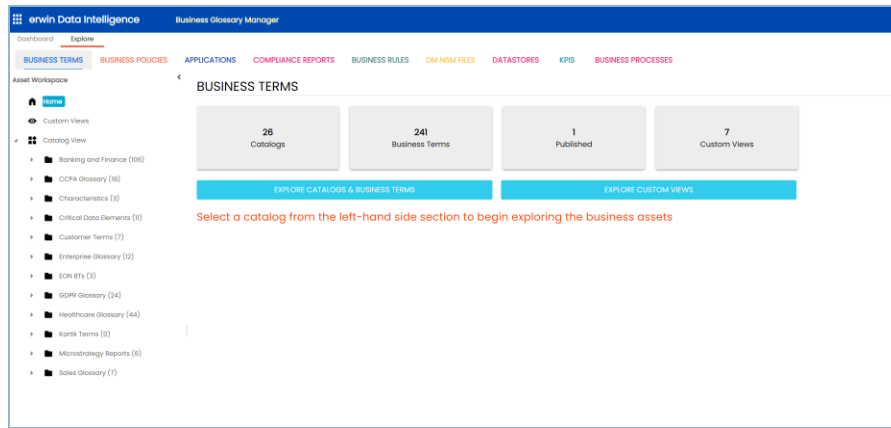 erwin Data Intelligence Business Glossary Manager
Dashboard Explore
BUSINESS TERMS BUSINESS POLICIES APPLICATIONS COMPLIANCE REPORTS BUSINESS RULES DM NSM FILES DATASTORES KPIS BUSINESS PROCESSES
Asset Workspace
BUSINESS TERMS
Home
Custom Views
Catalog View
Banking and Finance (106)
CCPA Glossary (18)
Characteristics (3)
Critical Data Elements (11)
Customer Terms (7)
Enterprise Glossary (12)
EON BTs (3)
GDPR Glossary (24)
Healthcare Glossary (44)
Kartik Terms (0)
Microstrategy Reports (6)
Sales Glossary (7)
26 241 1 7
Catalogs Business Terms Published Custom Views
EXPLORE CATALOGS & BUSINESS TERMS EXPLORE CUSTOM VIEWS
Select a catalog from the left-hand side section to begin exploring the business assets